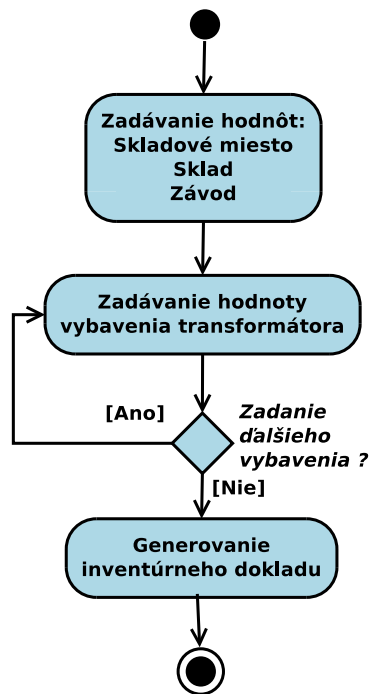 Zadávanie hodnôt:
Skladové miesto
Sklad
Závod
Zadávanie hodnoty
vybavenia transformátora
[Ano]
Zadanie
ďalšieho
vybavenia ?
[Nie]
Generovanie
inventúrneho dokladu